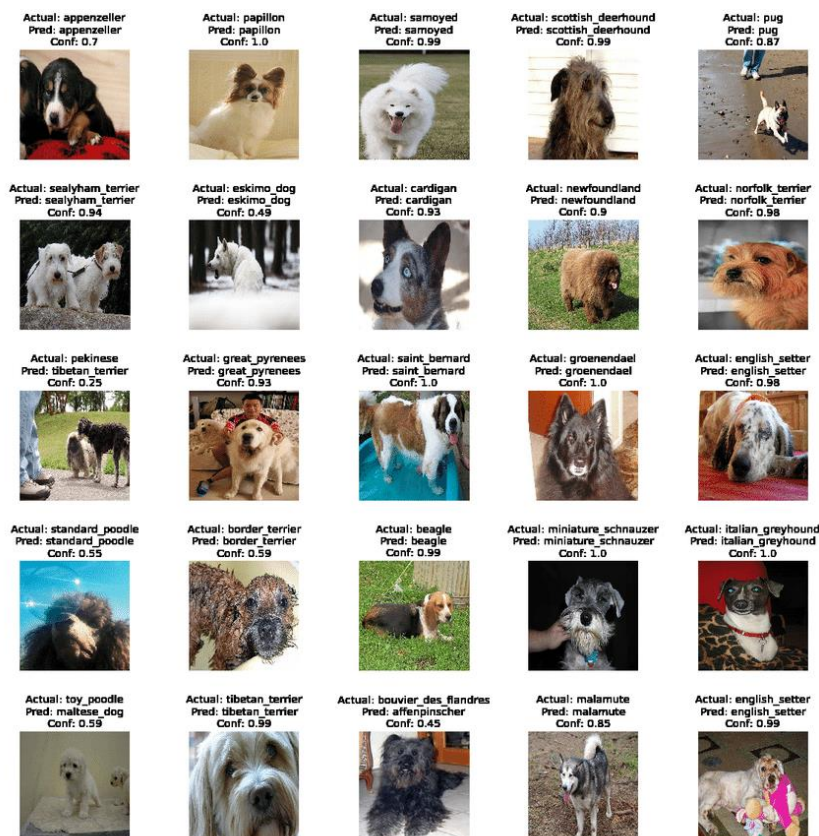 Actual: appenzeller
Pred: appenzeller
Conf: 0.7
Actual: papillon
Pred: papillon
Conf: 1.0
Actual: samoyed
Pred: samoyed
Conf: 0.99
Actual: scottish_deerhound
Pred: scottish_deerhound
Conf: 0.99
Actual: pug
Pred: pug
Conf: 0.87
Actual: sealyham_terrier
Pred: sealyham_terrier
Conf: 0.94
Actual: eskimo_dog
Pred: eskimo_dog
Conf: 0.49
Actual: cardigan
Pred: cardigan
Conf: 0.93
Actual: newfoundland
Pred: newfoundland
Conf: 0.9
Actual: norfolk_terrier
Pred: norfolk_terrier
Conf: 0.98
Actual: pekinese
Pred: tibetan_terrier
Conf: 0.25
Actual: great_pyrenees
Pred: great_pyrenees
Conf: 0.93
Actual: saint_bernard
Pred: saint_bernard
Conf: 1.0
Actual: groenendael
Pred: groenendael
Conf: 1.0
Actual: english_setter
Pred: english_setter
Conf: 0.98
Actual: standard_poodle
Pred: standard_poodle
Conf: 0.55
Actual: border_terrier
Pred: border_terrier
Conf: 0.59
Actual: beagle
Pred: beagle
Conf: 0.99
Actual: miniature_schnauzer
Pred: miniature_schnauzer
Conf: 1.0
Actual: italian_greyhound
Pred: italian_greyhound
Conf: 1.0
Actual: toy_poodle
Pred: maltese_dog
Conf: 0.59
Actual: tibetan_terrier
Pred: tibetan_terrier
Conf: 0.99
Actual: bouvier_des_flandres
Pred: affenpinscher
Conf: 0.45
Actual: malamute
Pred: malamute
Conf: 0.85
Actual: english_setter
Pred: english_setter
Conf: 0.99